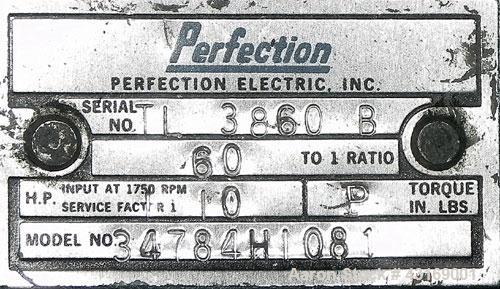 Perfection
PERFECTION ELECTRIC, INC.
SERIAL NO. TL 3860 B
60 TO 1 RATIO
H.P. INPUT AT 1750 RPM SERVICE FACT R 1 10 P TORQUE IN. LBS.
MODEL NO. 34784H1081